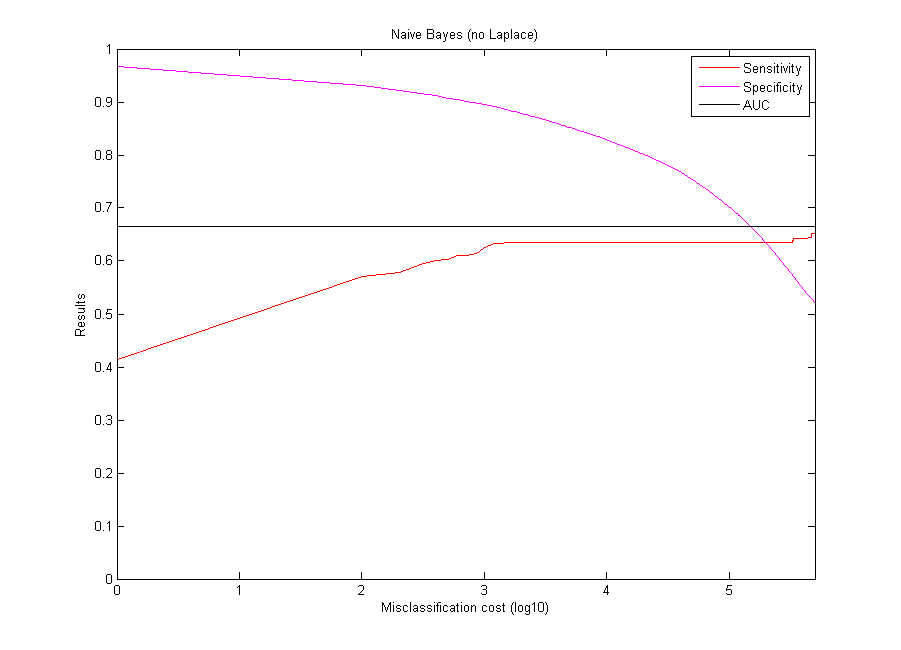 Naive Bayes (no Laplace)
Sensitivity
Specificity
AUC
1
0.9
0.8
0.7
0.6
0.5
0.4
0.3
0.2
0.1
0
Results
0 1 2 3 4 5
Misclassification cost (log10)